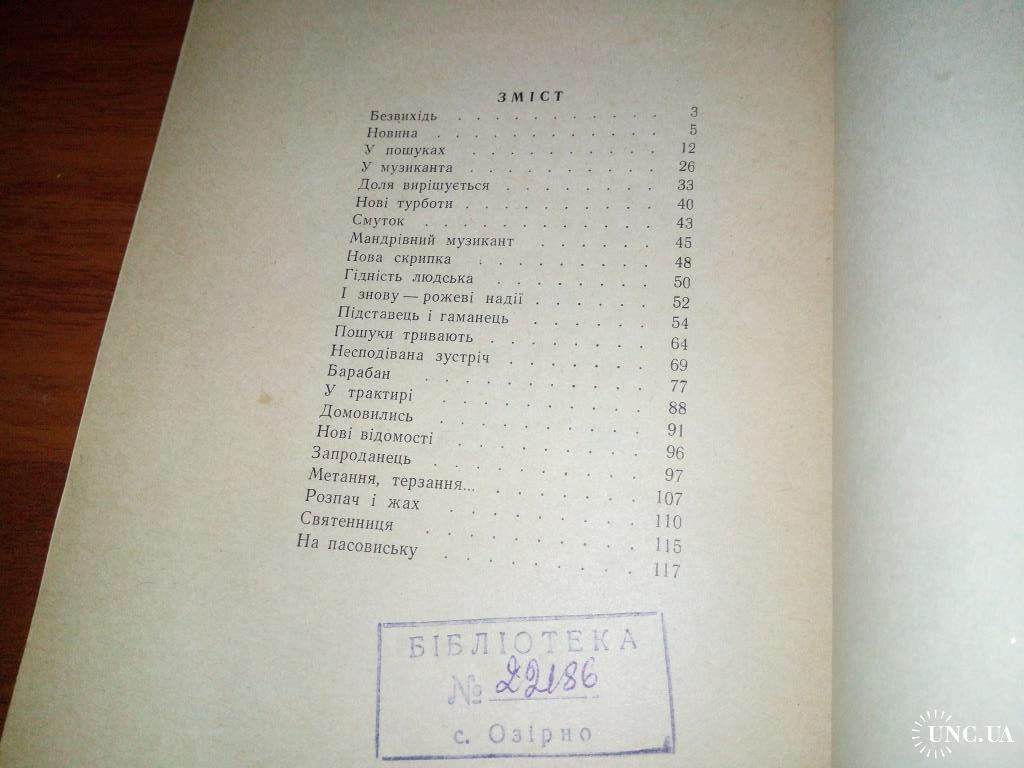 ЗМІСТ
Безвихідь . . . . . . . . . . . 3
Новина . . . . . . . . . . . . 5
У пошуках . . . . . . . . . . 12
У музиканта . . . . . . . . . . 26
Доля вирішується . . . . . . . . 33
Нові турботи . . . . . . . . . . 40
Смуток . . . . . . . . . . . . 43
Мандрівний музикант . . . . . . 45
Нова скрипка . . . . . . . . . 48
Гідність людська . . . . . . . . 50
І знову — рожеві надії . . . . . . 52
Підставець і гаманець . . . . . . 54
Пошуки тривають . . . . . . . . 64
Несподівана зустріч . . . . . . . 69
Барабан . . . . . . . . . . . 77
У трактирі . . . . . . . . . . 88
Домовились . . . . . . . . . . 91
Нові відомості . . . . . . . . . 96
Запроданець . . . . . . . . . . 97
Метання, терзання... . . . . . . . 107
Розпач і жах . . . . . . . . . 110
Святенниця . . . . . . . . . . 115
На пасовиську . . . . . . . . . 117
БІБЛІОТЕКА
№ 22186
с. Озірно
UNC.UA